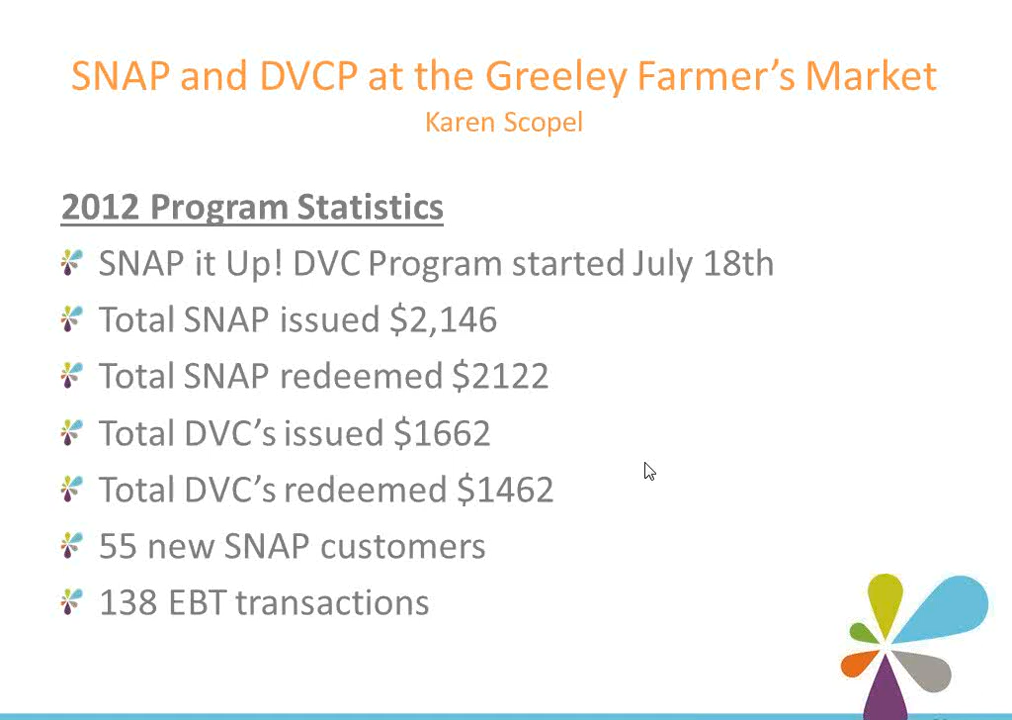 SNAP and DVCP at the Greeley Farmer’s Market
Karen Scopel
2012 Program Statistics
SNAP it Up! DVC Program started July 18th
Total SNAP issued $2,146
Total SNAP redeemed $2122
Total DVC’s issued $1662
Total DVC’s redeemed $1462
55 new SNAP customers
138 EBT transactions